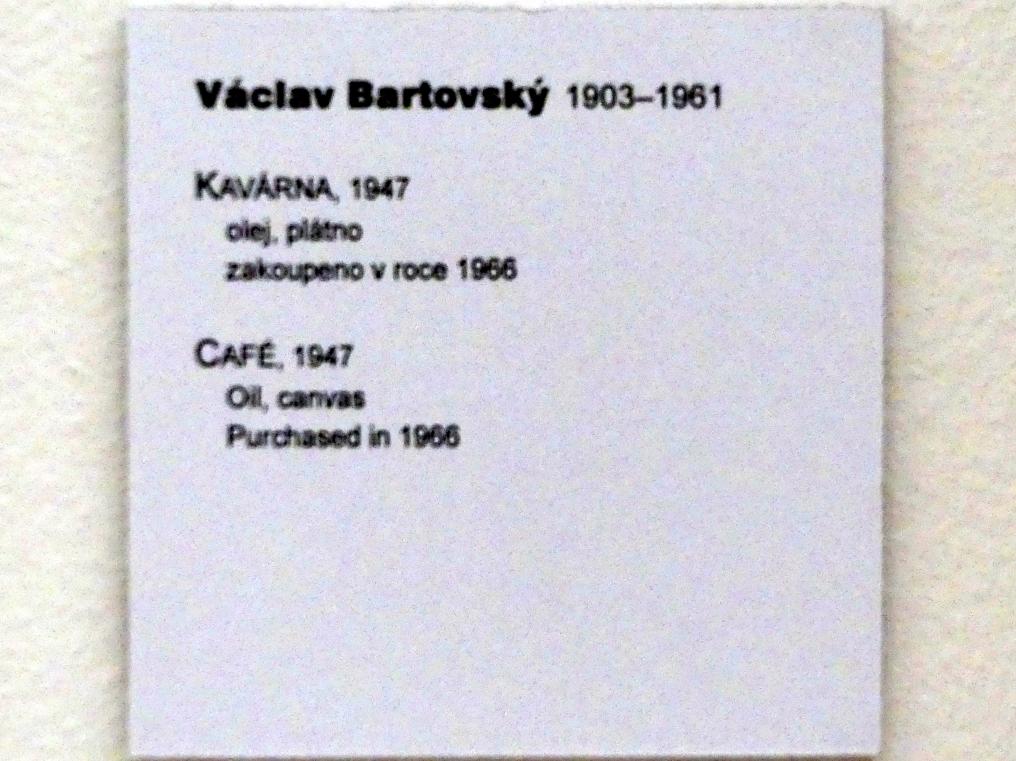 Václav Bartovský 1903–1961
KAVÁRNA, 1947
olej, plátno
zakoupeno v roce 1966
CAFÉ, 1947
Oil, canvas
Purchased in 1966